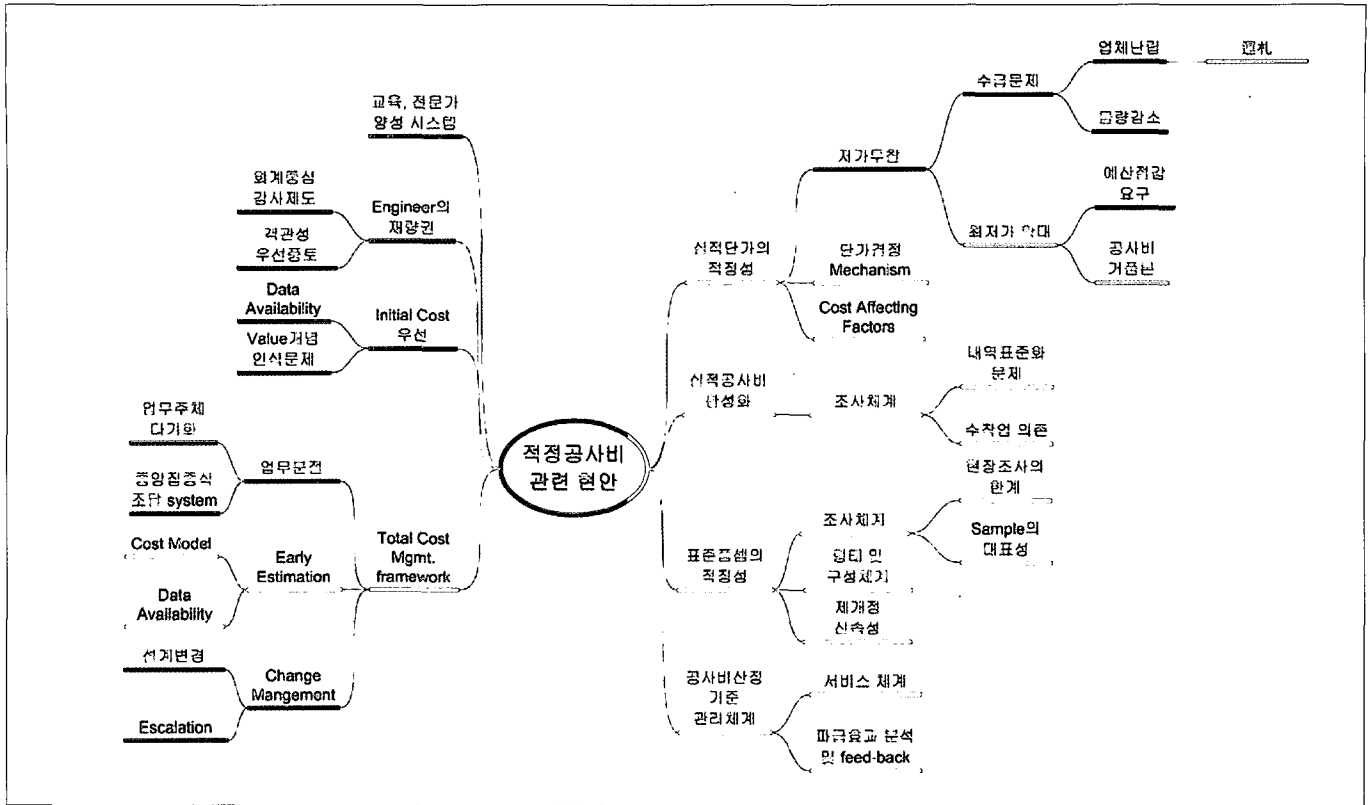 적정공사비
관련 현안
교육, 전문가
양성 시스템
Engineer의
재량권
회계중심
감사제도
객관성
우선풍토
Initial Cost
우선
Data
Availability
Value개념
인식문제
Total Cost
Mgmt.
framework
업무분전
업무주체
다기화
중앙집중식
조달 system
Early
Estimation
Cost Model
Data
Availability
Change
Mangement
설계변경
Escalation
실적단가의
적정성
저가투찰
수급문제
업체난립
물량감소
최저가 확대
예산절감
요구
공사비
거품론
단가결정
Mechanism
Cost Affecting
Factors
실적공사비
활성화
조사체계
내역표준화
문제
수작업 의존
표준품셈의
적정성
조사체계
현장조사의
한계
Sample의
대표성
형태 및
구성체계
제개정
신속성
공사비산정
기준
관리체계
서비스 체계
파급효과 분석
및 feed-back